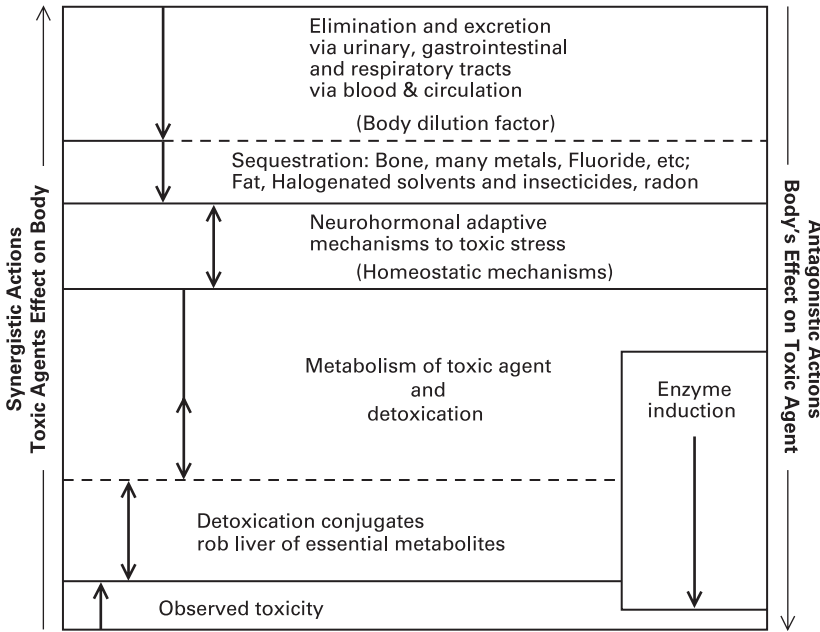 Elimination and excretion
via urinary, gastrointestinal
and respiratory tracts
via blood & circulation
(Body dilution factor)
Sequestration: Bone, many metals, Fluoride, etc;
Fat, Halogenated solvents and insecticides, radon
Neurohormonal adaptive
mechanisms to toxic stress
(Homeostatic mechanisms)
Metabolism of toxic agent
and
detoxication
Enzyme
induction
Detoxication conjugates
rob liver of essential metabolites
Observed toxicity
Synergistic Actions
Toxic Agents Effect on Body
Antagonistic Actions
Body's Effect on Toxic Agent